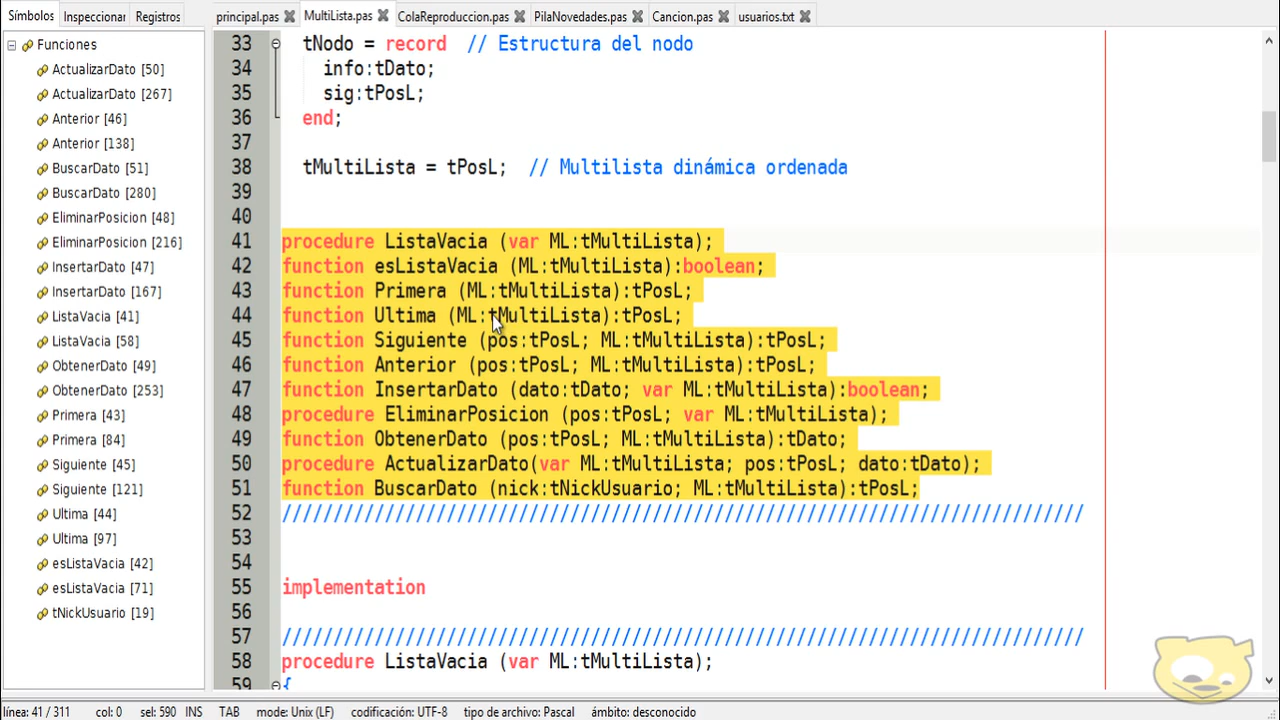 Símbolos Inspeccionar Registros principal.pas MultiLista.pas ColaReproduccion.pas PilaNovedades.pas Cancion.pas usuarios.txt
Funciones
ActualizarDato [50]
ActualizarDato [267]
Anterior [46]
Anterior [138]
BuscarDato [51]
BuscarDato [280]
EliminarPosicion [48]
EliminarPosicion [216]
InsertarDato [47]
InsertarDato [167]
ListaVacia [41]
ListaVacia [58]
ObtenerDato [49]
ObtenerDato [253]
Primera [43]
Primera [84]
Siguiente [45]
Siguiente [121]
Ultima [44]
Ultima [97]
esListaVacia [42]
esListaVacia [71]
tNickUsuario [19]
33 tNodo = record // Estructura del nodo
34 info:tDato;
35 sig:tPosL;
36 end;
37
38 tMultiLista = tPosL; // Multilista dinámica ordenada
39
40
41 procedure ListaVacia (var ML:tMultiLista);
42 function esListaVacia (ML:tMultiLista):boolean;
43 function Primera (ML:tMultiLista):tPosL;
44 function Ultima (ML:tMultiLista):tPosL;
45 function Siguiente (pos:tPosL; ML:tMultiLista):tPosL;
46 function Anterior (pos:tPosL; ML:tMultiLista):tPosL;
47 function InsertarDato (dato:tDato; var ML:tMultiLista):boolean;
48 procedure EliminarPosicion (pos:tPosL; var ML:tMultiLista);
49 function ObtenerDato (pos:tPosL; ML:tMultiLista):tDato;
50 procedure ActualizarDato(var ML:tMultiLista; pos:tPosL; dato:tDato);
51 function BuscarDato (nick:tNickUsuario; ML:tMultiLista):tPosL;
52 //////////////////////////////////////////////////////////////////////////////
53
54
55 implementation
56
57 //////////////////////////////////////////////////////////////////////////////
58 procedure ListaVacia (var ML:tMultiLista);
59 {
línea: 41 / 311 col: 0 sel: 590 INS TAB mode: Unix (LF) codificación: UTF-8 tipo de archivo: Pascal ámbito: desconocido